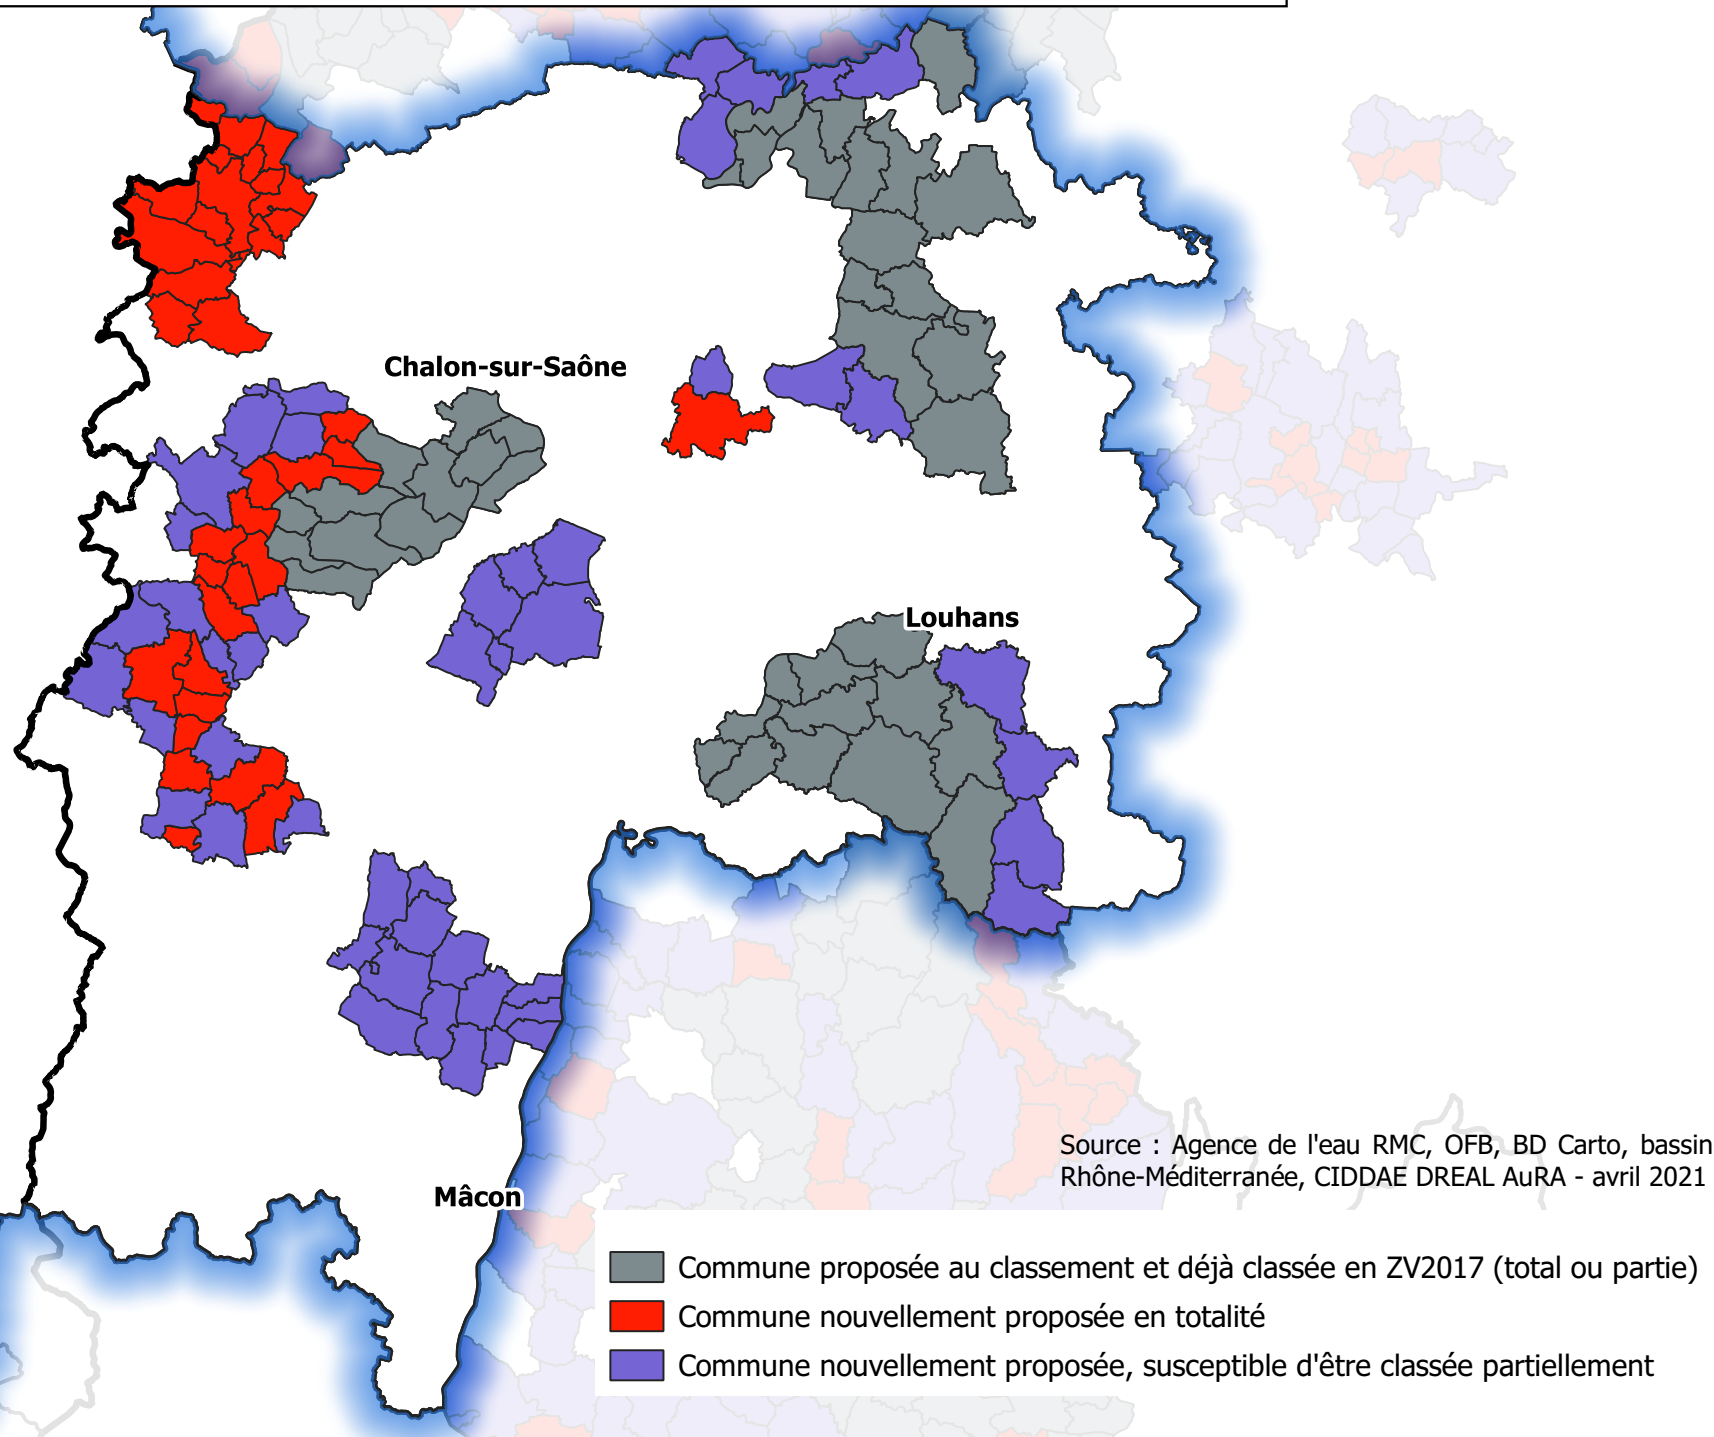 Chalon-sur-Saône
Louhans
Source : Agence de l'eau RMC, OFB, BD Carto, bassin
Rhône-Méditerranée, CIDDAE DREAL AuRA - avril 2021
Mâcon
Commune proposée au classement et déjà classée en ZV2017 (total ou partie)
Commune nouvellement proposée en totalité
Commune nouvellement proposée, susceptible d'être classée partiellement